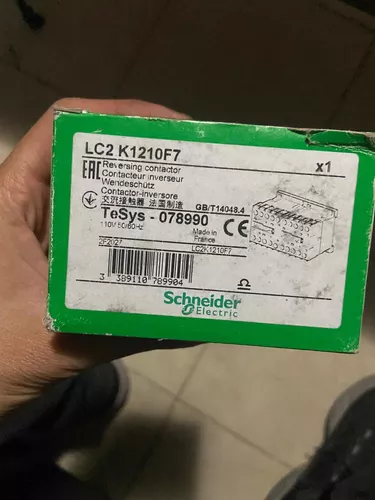 LC2 K1210F7
x1
EAC
Reversing contactor
Contacteur inverseur
Wendeschütz
Contactor-inversore
交流接触器 法国制造
GB/T14048.4
TeSys - 078990
Made in
France
CE
110V 50/60Hz
LC2K1210F7
3 389110 789904
Schneider
Electric